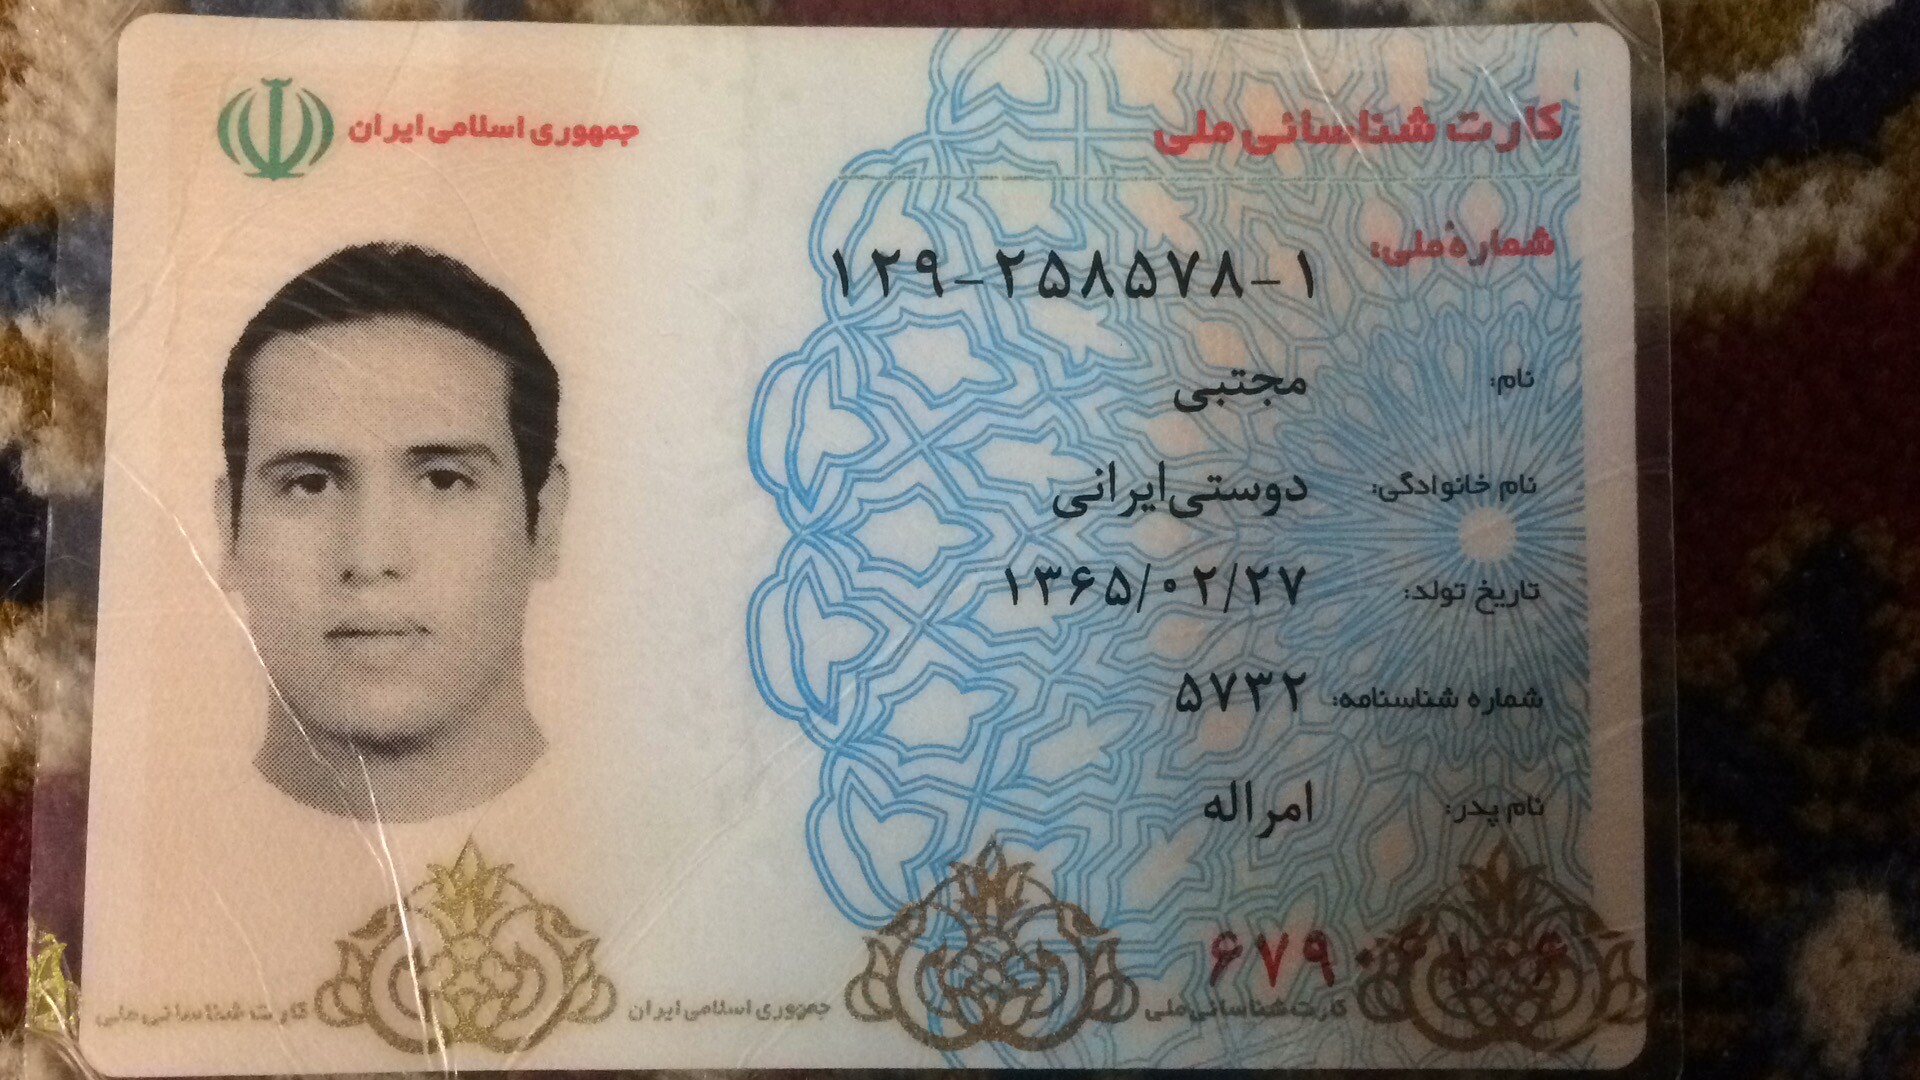 کارت شناسائی ملی
جمهوری اسلامی ایران
شمارهٔ ملی: ۱۲۹-۲۵۸۵۷۸-۱
نام: مجتبی
نام خانوادگی: دوستی‌ایرانی
تاریخ تولد: ۱۳۶۵/۰۲/۲۷
شماره شناسنامه: ۵۷۳۲
نام پدر: امراله
۶۷۹
کارت شناسائی ملی جمهوری اسلامی ایران کارت شناسائی ملی